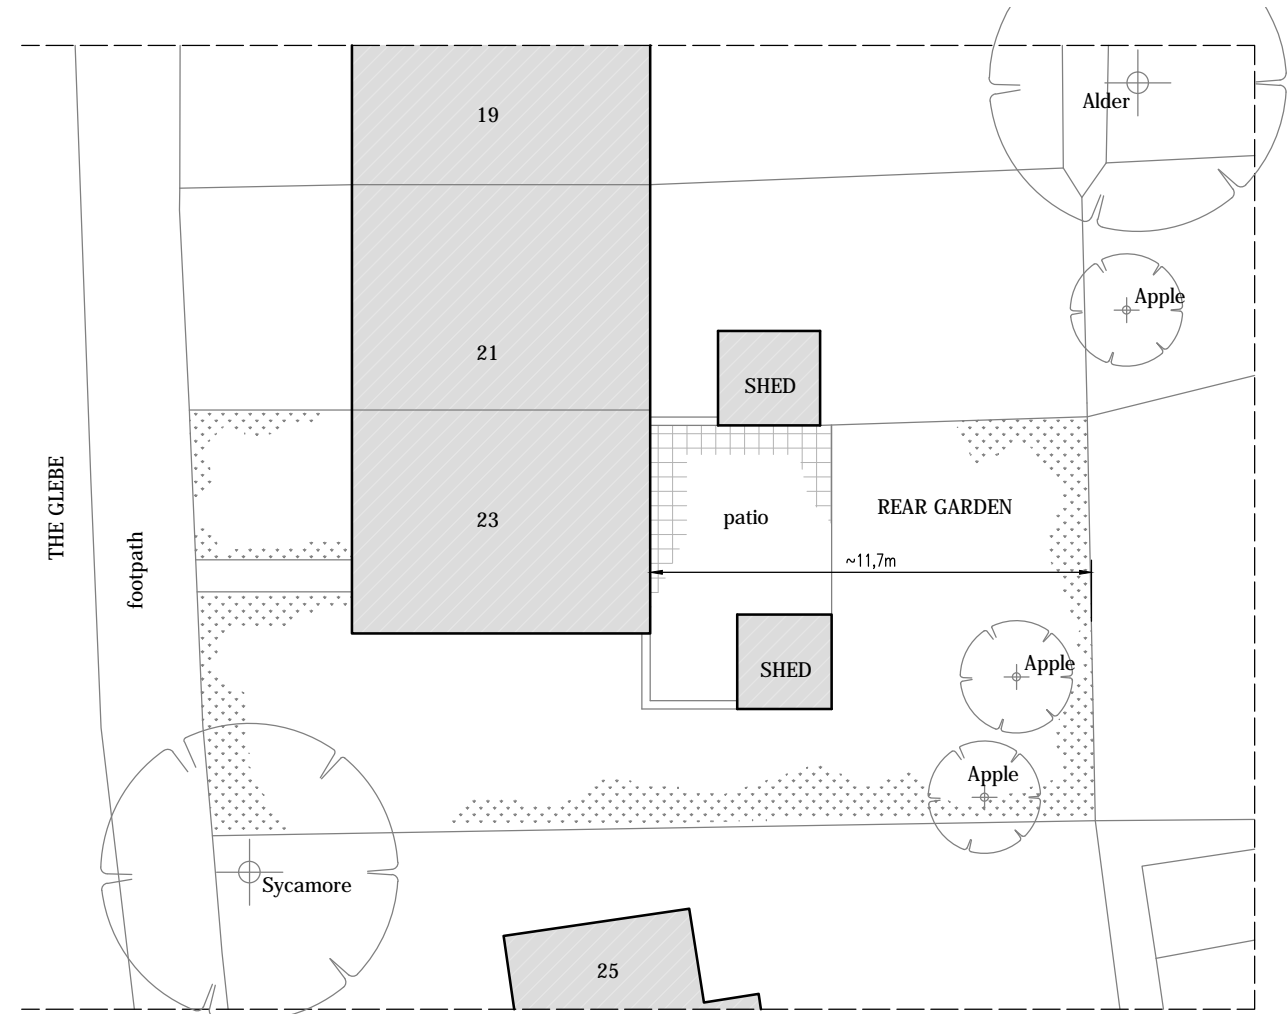 19
Alder
Apple
21
SHED
THE GLEBE
footpath
23
patio
REAR GARDEN
~11,7m
SHED
Apple
Apple
Sycamore
25